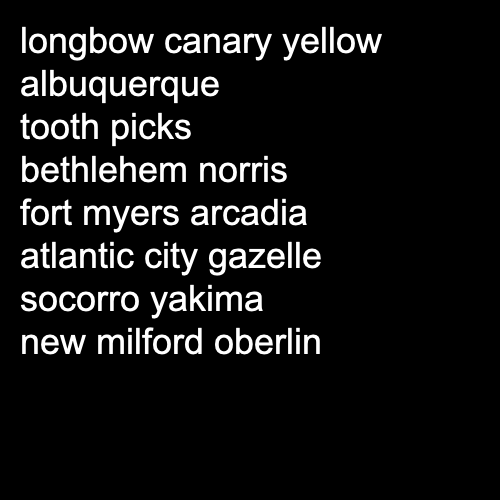 longbow canary yellow
albuquerque
tooth picks
bethlehem norris
fort myers arcadia
atlantic city gazelle
socorro yakima
new milford oberlin